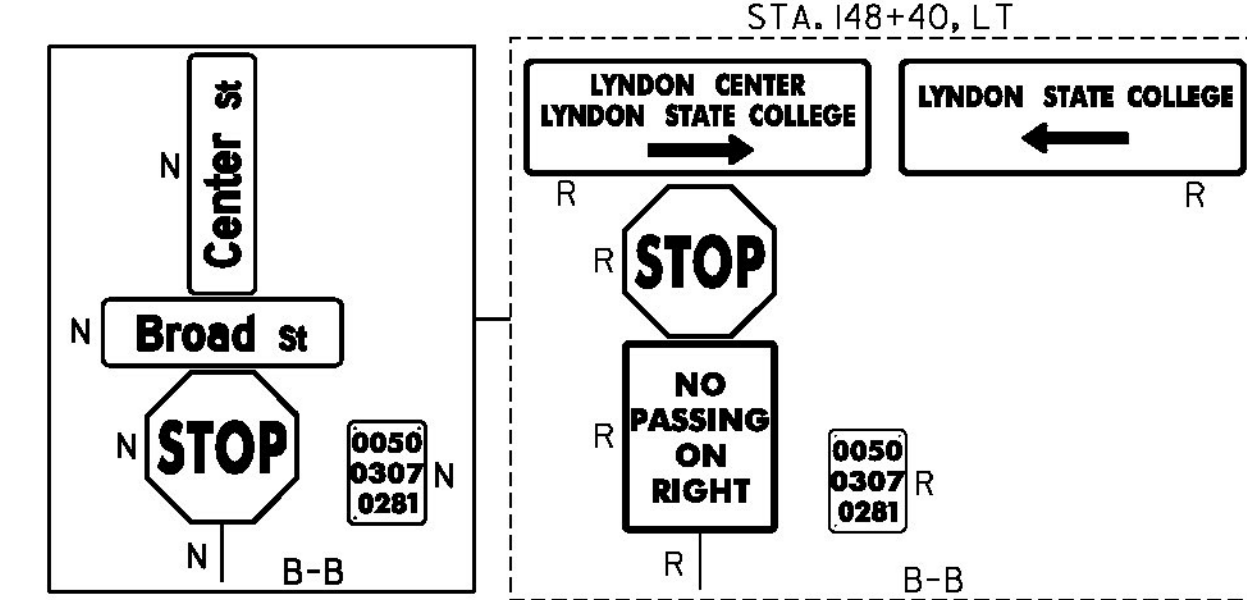 STA. 148+40, LT
Center St
N
N
Broad St
N
STOP
0050
0307
0281
N
N
B-B
LYNDON CENTER
LYNDON STATE COLLEGE
R
LYNDON STATE COLLEGE
R
R
STOP
R
NO
PASSING
ON
RIGHT
0050
0307
0281
R
R
B-B